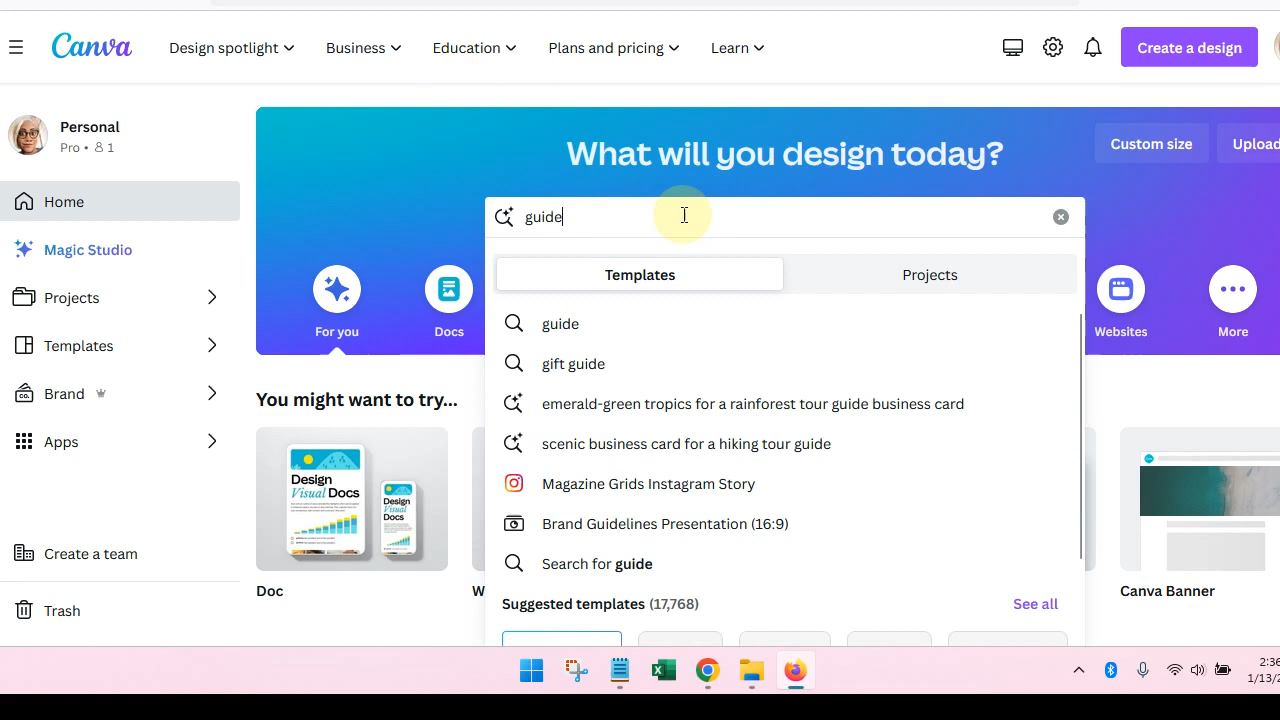 Canva
Design spotlight
Business
Education
Plans and pricing
Learn
Create a design
Personal
Pro • 1
Home
Magic Studio
Projects
Templates
Brand
Apps
Create a team
Trash
What will you design today?
Custom size
Upload
guide
Templates
Projects
For you
Docs
Websites
More
guide
gift guide
emerald-green tropics for a rainforest tour guide business card
scenic business card for a hiking tour guide
Magazine Grids Instagram Story
Brand Guidelines Presentation (16:9)
Search for guide
Suggested templates (17,768)
See all
You might want to try...
Design
Visual Docs
Design
Visual
Docs
Doc
W
Canva Banner
2:36
1/13/2